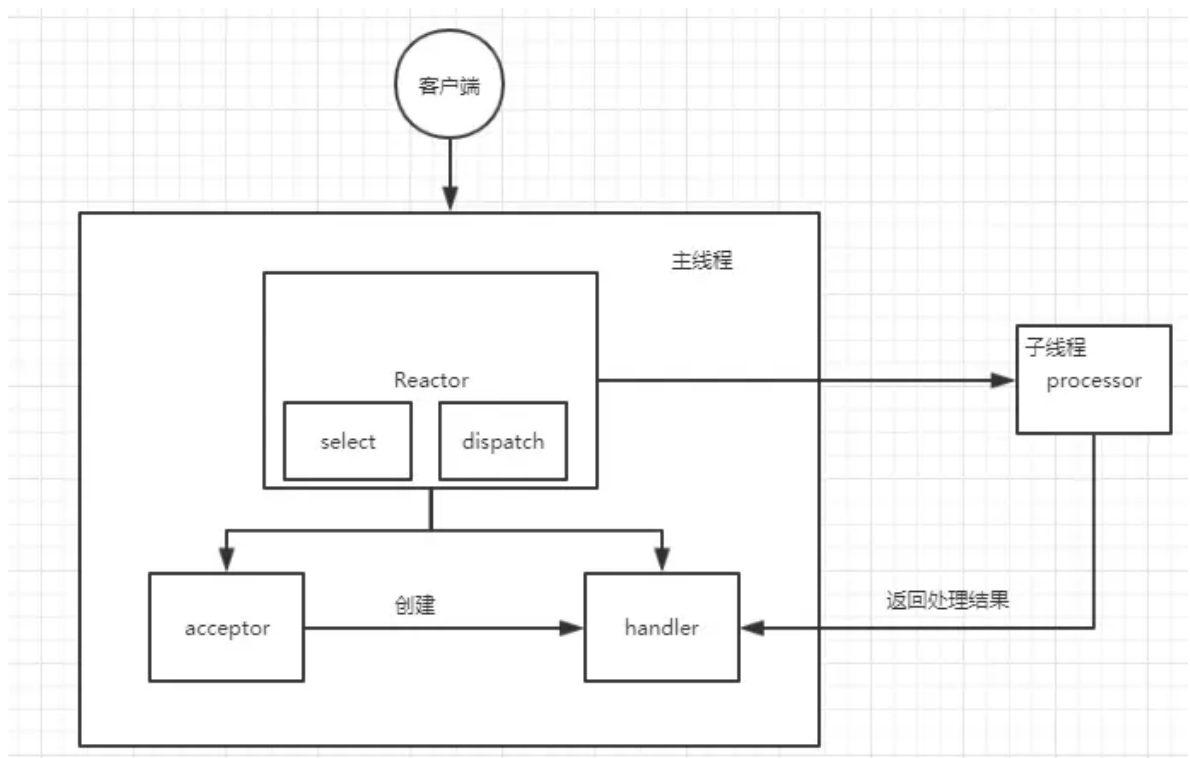 客户端
主线程
Reactor
select
dispatch
子线程
processor
acceptor
创建
handler
返回处理结果